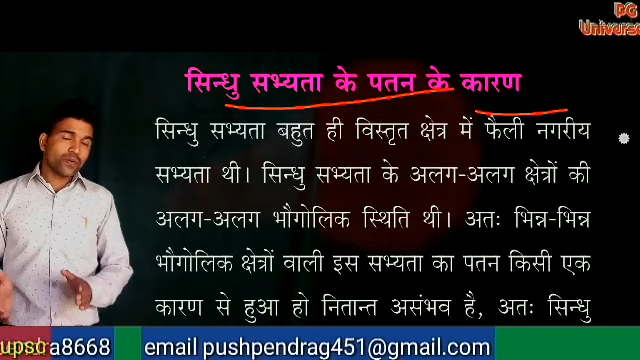 PG
Universe
सिन्धु सभ्यता के पतन के कारण
सिन्धु सभ्यता बहुत ही विस्तृत क्षेत्र में फैली नगरीय
सभ्यता थी। सिन्धु सभ्यता के अलग-अलग क्षेत्रों की
अलग-अलग भौगोलिक स्थिति थी। अतः भिन्न-भिन्न
भौगोलिक क्षेत्रों वाली इस सभ्यता का पतन किसी एक
कारण से हुआ हो नितान्त असंभव है, अतः सिन्धु
upscra8668 email pushpendrag451@gmail.com